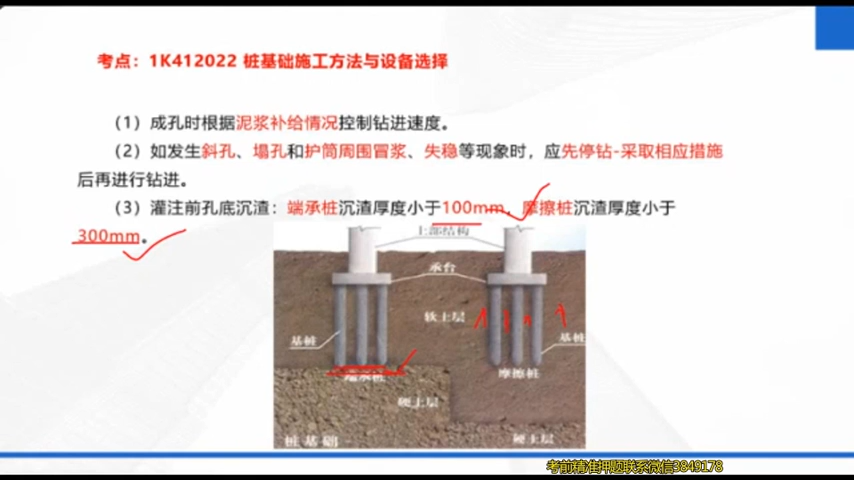 考点：1K412022 桩基础施工方法与设备选择
（1）成孔时根据泥浆补给情况控制钻进速度。
（2）如发生斜孔、塌孔和护筒周围冒浆、失稳等现象时，应先停钻-采取相应措施
后再进行钻进。
（3）灌注前孔底沉渣：端承桩沉渣厚度小于100mm，摩擦桩沉渣厚度小于
300mm。
上部结构
承台
软土层
基桩
基桩
端承桩
摩擦桩
硬土层
桩基础
硬土层
考前精准押题联系微信3849178